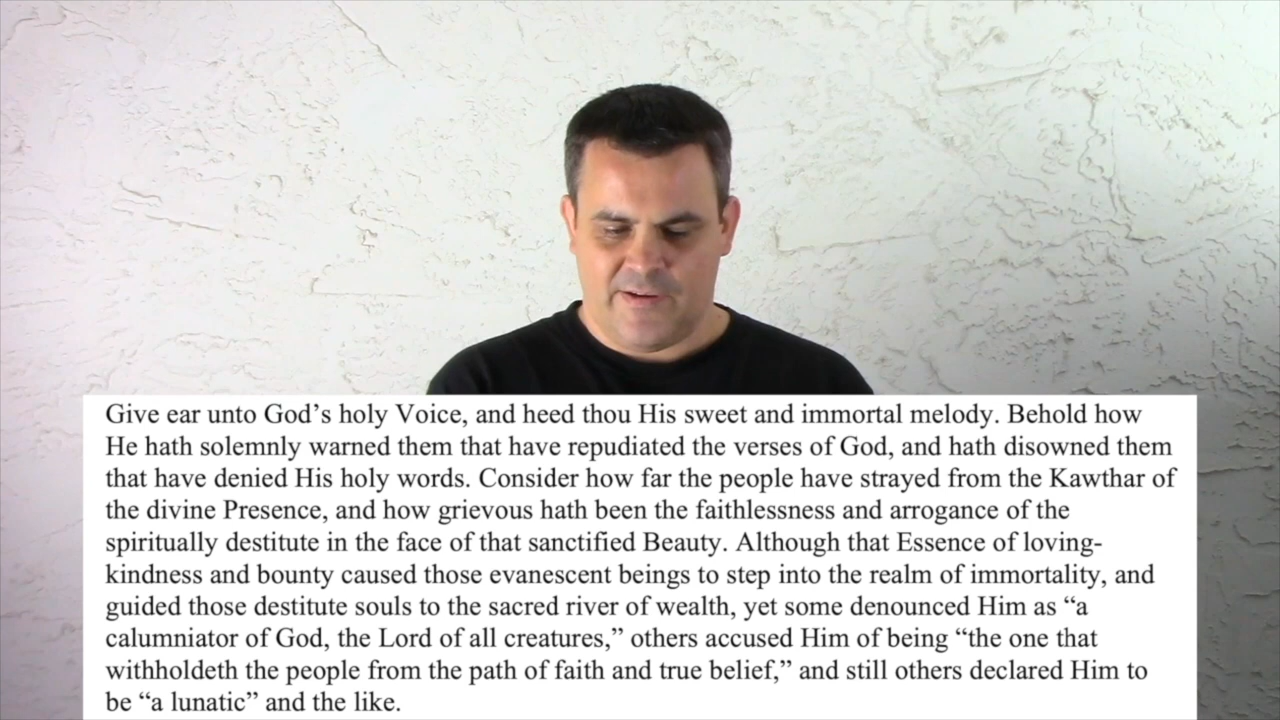 Give ear unto God’s holy Voice, and heed thou His sweet and immortal melody. Behold how
He hath solemnly warned them that have repudiated the verses of God, and hath disowned them
that have denied His holy words. Consider how far the people have strayed from the Kawthar of
the divine Presence, and how grievous hath been the faithlessness and arrogance of the
spiritually destitute in the face of that sanctified Beauty. Although that Essence of loving-
kindness and bounty caused those evanescent beings to step into the realm of immortality, and
guided those destitute souls to the sacred river of wealth, yet some denounced Him as “a
calumniator of God, the Lord of all creatures,” others accused Him of being “the one that
withholdeth the people from the path of faith and true belief,” and still others declared Him to
be “a lunatic” and the like.